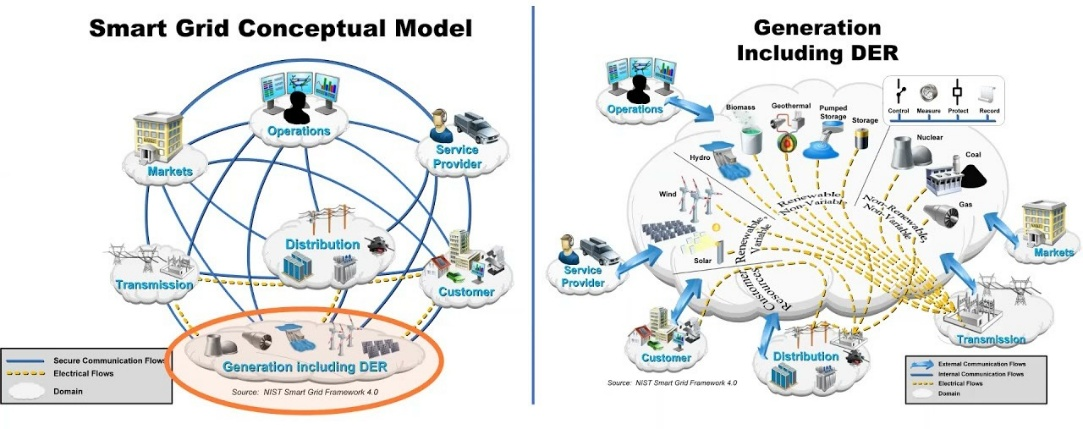 Smart Grid Conceptual Model
Operations
Markets
Service
Provider
Distribution
Transmission
Customer
Generation including DER
Secure Communication Flows
Electrical Flows
Domain
Source: NIST Smart Grid Framework 4.0
Generation
Including DER
Operations
Biomass
Geothermal
Pumped
Storage
Storage
Control
Measure
Protect
Record
Hydro
Nuclear
Coal
Gas
Wind
Solar
Renewable,
Non-Variable
Non-Renewable,
Non-Variable
Renewable,
Variable
Customer
Resources
Service
Provider
Markets
Customer
Distribution
Transmission
Source: NIST Smart Grid Framework 4.0
External Communication Flows
Internal Communication Flows
Electrical Flows
Domain